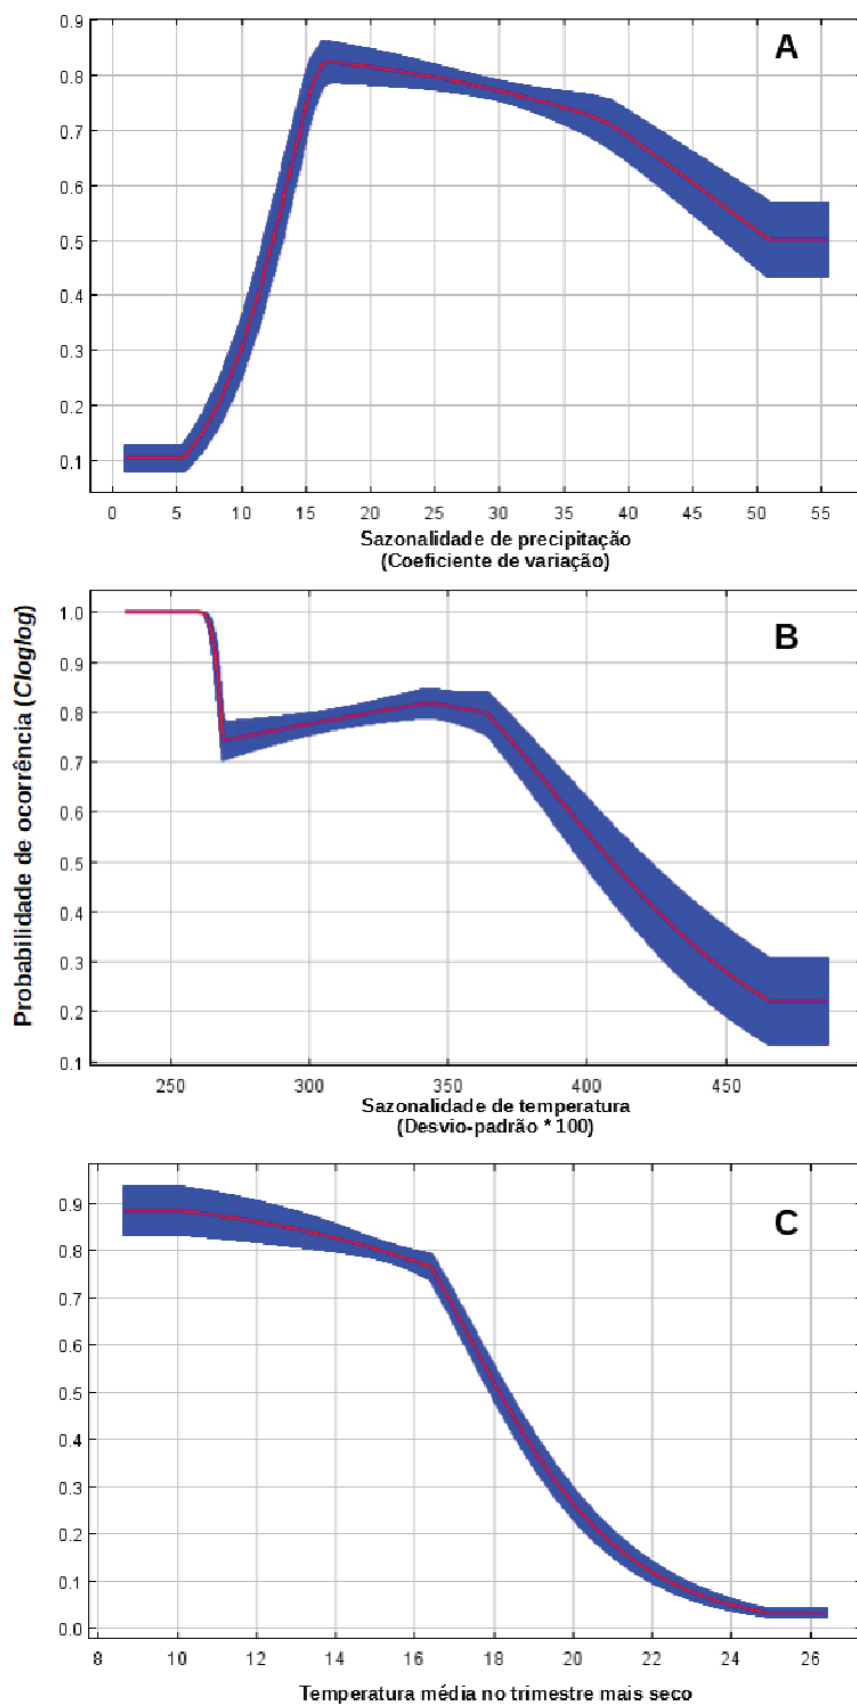 A
0.9
0.8
0.7
0.6
0.5
0.4
0.3
0.2
0.1
0 5 10 15 20 25 30 35 40 45 50 55
Sazonalidade de precipitação
(Coeficiente de variação)
Probabilidade de ocorrência (Cloglog)
B
1.0
0.9
0.8
0.7
0.6
0.5
0.4
0.3
0.2
0.1
250 300 350 400 450
Sazonalidade de temperatura
(Desvio-padrão * 100)
C
0.9
0.8
0.7
0.6
0.5
0.4
0.3
0.2
0.1
0.0
8 10 12 14 16 18 20 22 24 26
Temperatura média no trimestre mais seco